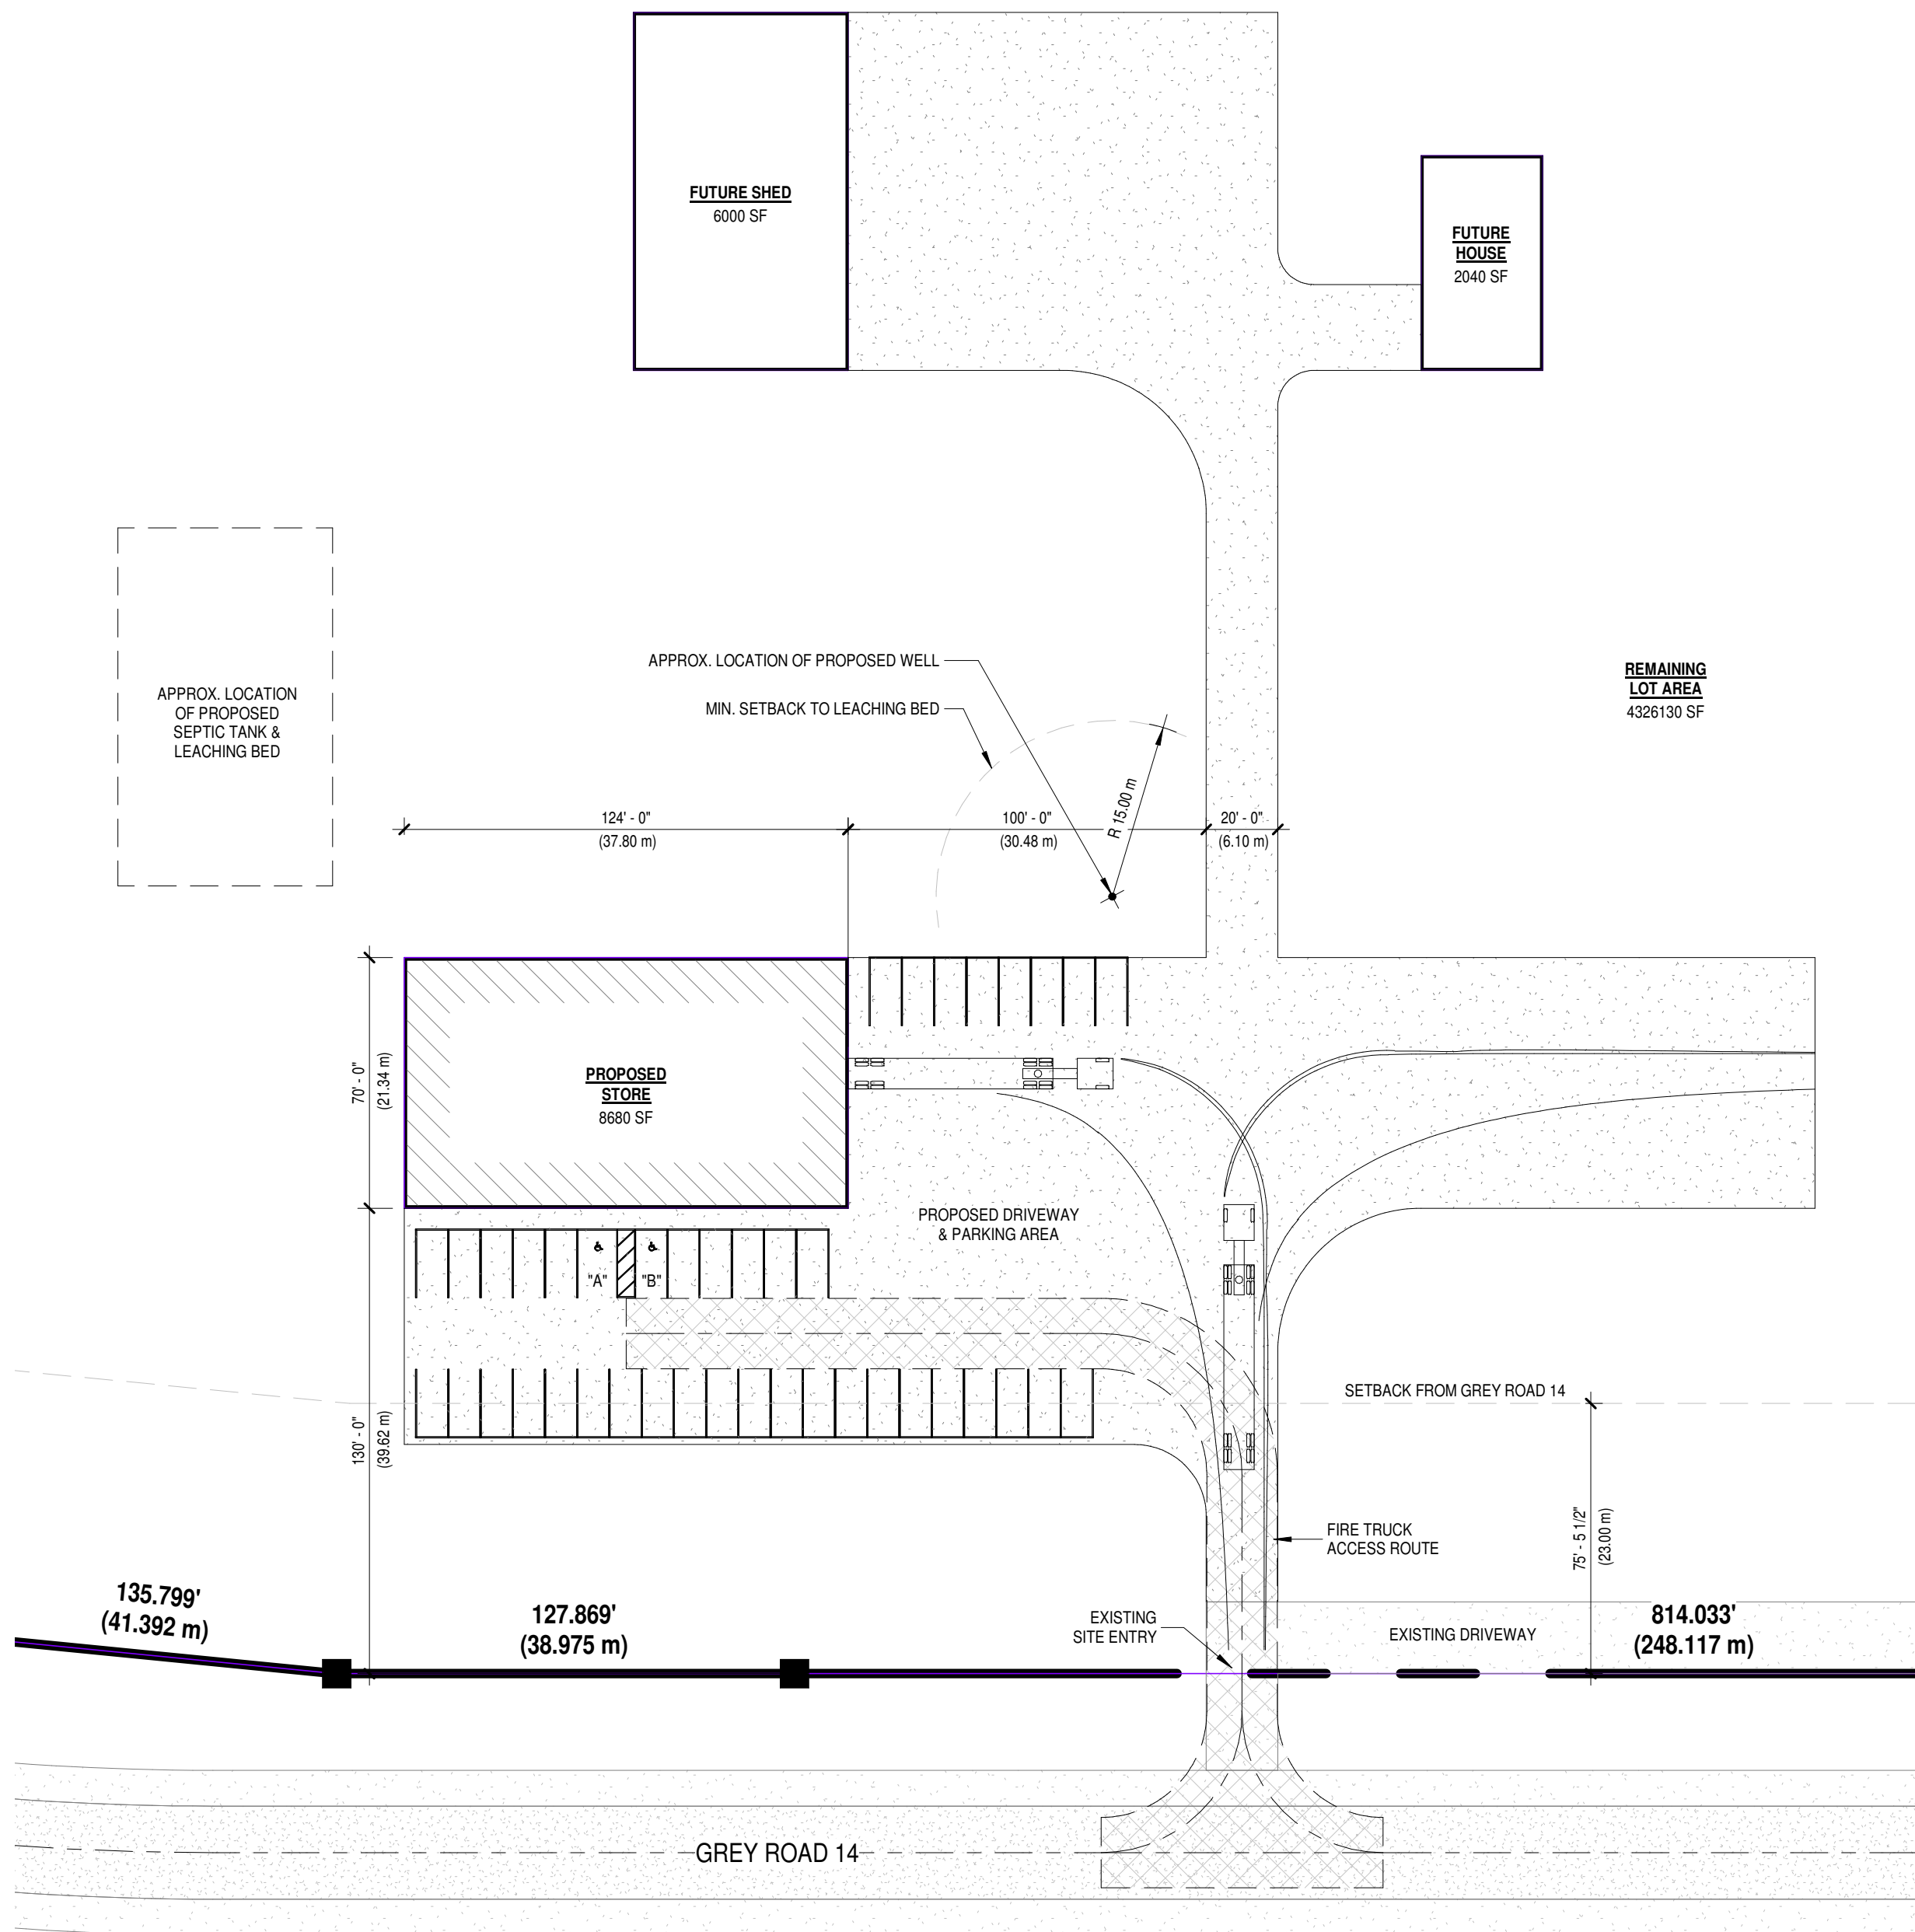 FUTURE SHED
6000 SF
FUTURE
HOUSE
2040 SF
APPROX. LOCATION
OF PROPOSED
SEPTIC TANK &
LEACHING BED
APPROX. LOCATION OF PROPOSED WELL
MIN. SETBACK TO LEACHING BED
REMAINING
LOT AREA
4326130 SF
R 15.00 m
124' - 0"
(37.80 m)
100' - 0"
(30.48 m)
20' - 0"
(6.10 m)
70' - 0"
(21.34 m)
PROPOSED
STORE
8680 SF
PROPOSED DRIVEWAY
& PARKING AREA
"A"
"B"
130' - 0"
(39.62 m)
SETBACK FROM GREY ROAD 14
75' - 5 1/2"
(23.00 m)
FIRE TRUCK
ACCESS ROUTE
135.799'
(41.392 m)
127.869'
(38.975 m)
EXISTING
SITE ENTRY
EXISTING DRIVEWAY
814.033'
(248.117 m)
GREY ROAD 14